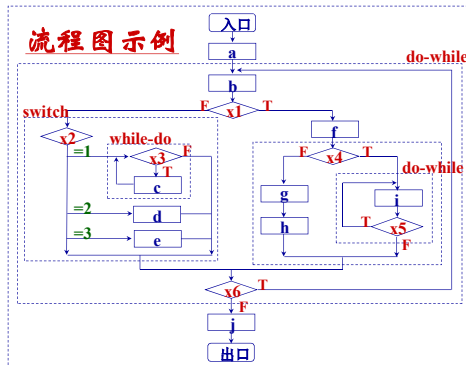 入口
流程图示例
a
do-while
b
F x1 T
switch
f
x2
while-do
F x4 T
=1
x3 F
do-while
T
c
g
i
=2
d
h
T x5
=3
e
F
x6 T
F
j
出口